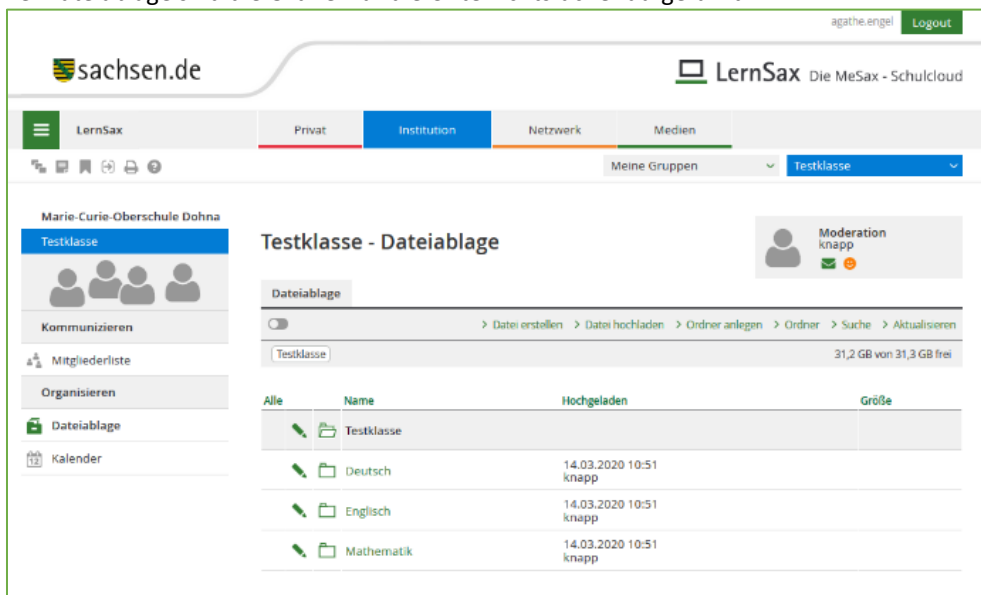 agathe.engel Logout
sachsen.de
LernSax Die MeSax - Schulcloud
LernSax Privat Institution Netzwerk Medien
Meine Gruppen Testklasse
Marie-Curie-Oberschule Dohna
Testklasse
Testklasse - Dateiablage
Moderation
knapp
Dateiablage
Kommunizieren
> Datei erstellen > Datei hochladen > Ordner anlegen > Ordner > Suche > Aktualisieren
Testklasse 31,2 GB von 31,3 GB frei
Mitgliederliste
Organisieren
Dateiablage
12 Kalender
Alle Name Hochgeladen Größe
Testklasse
Deutsch 14.03.2020 10:51
knapp
Englisch 14.03.2020 10:51
knapp
Mathematik 14.03.2020 10:51
knapp